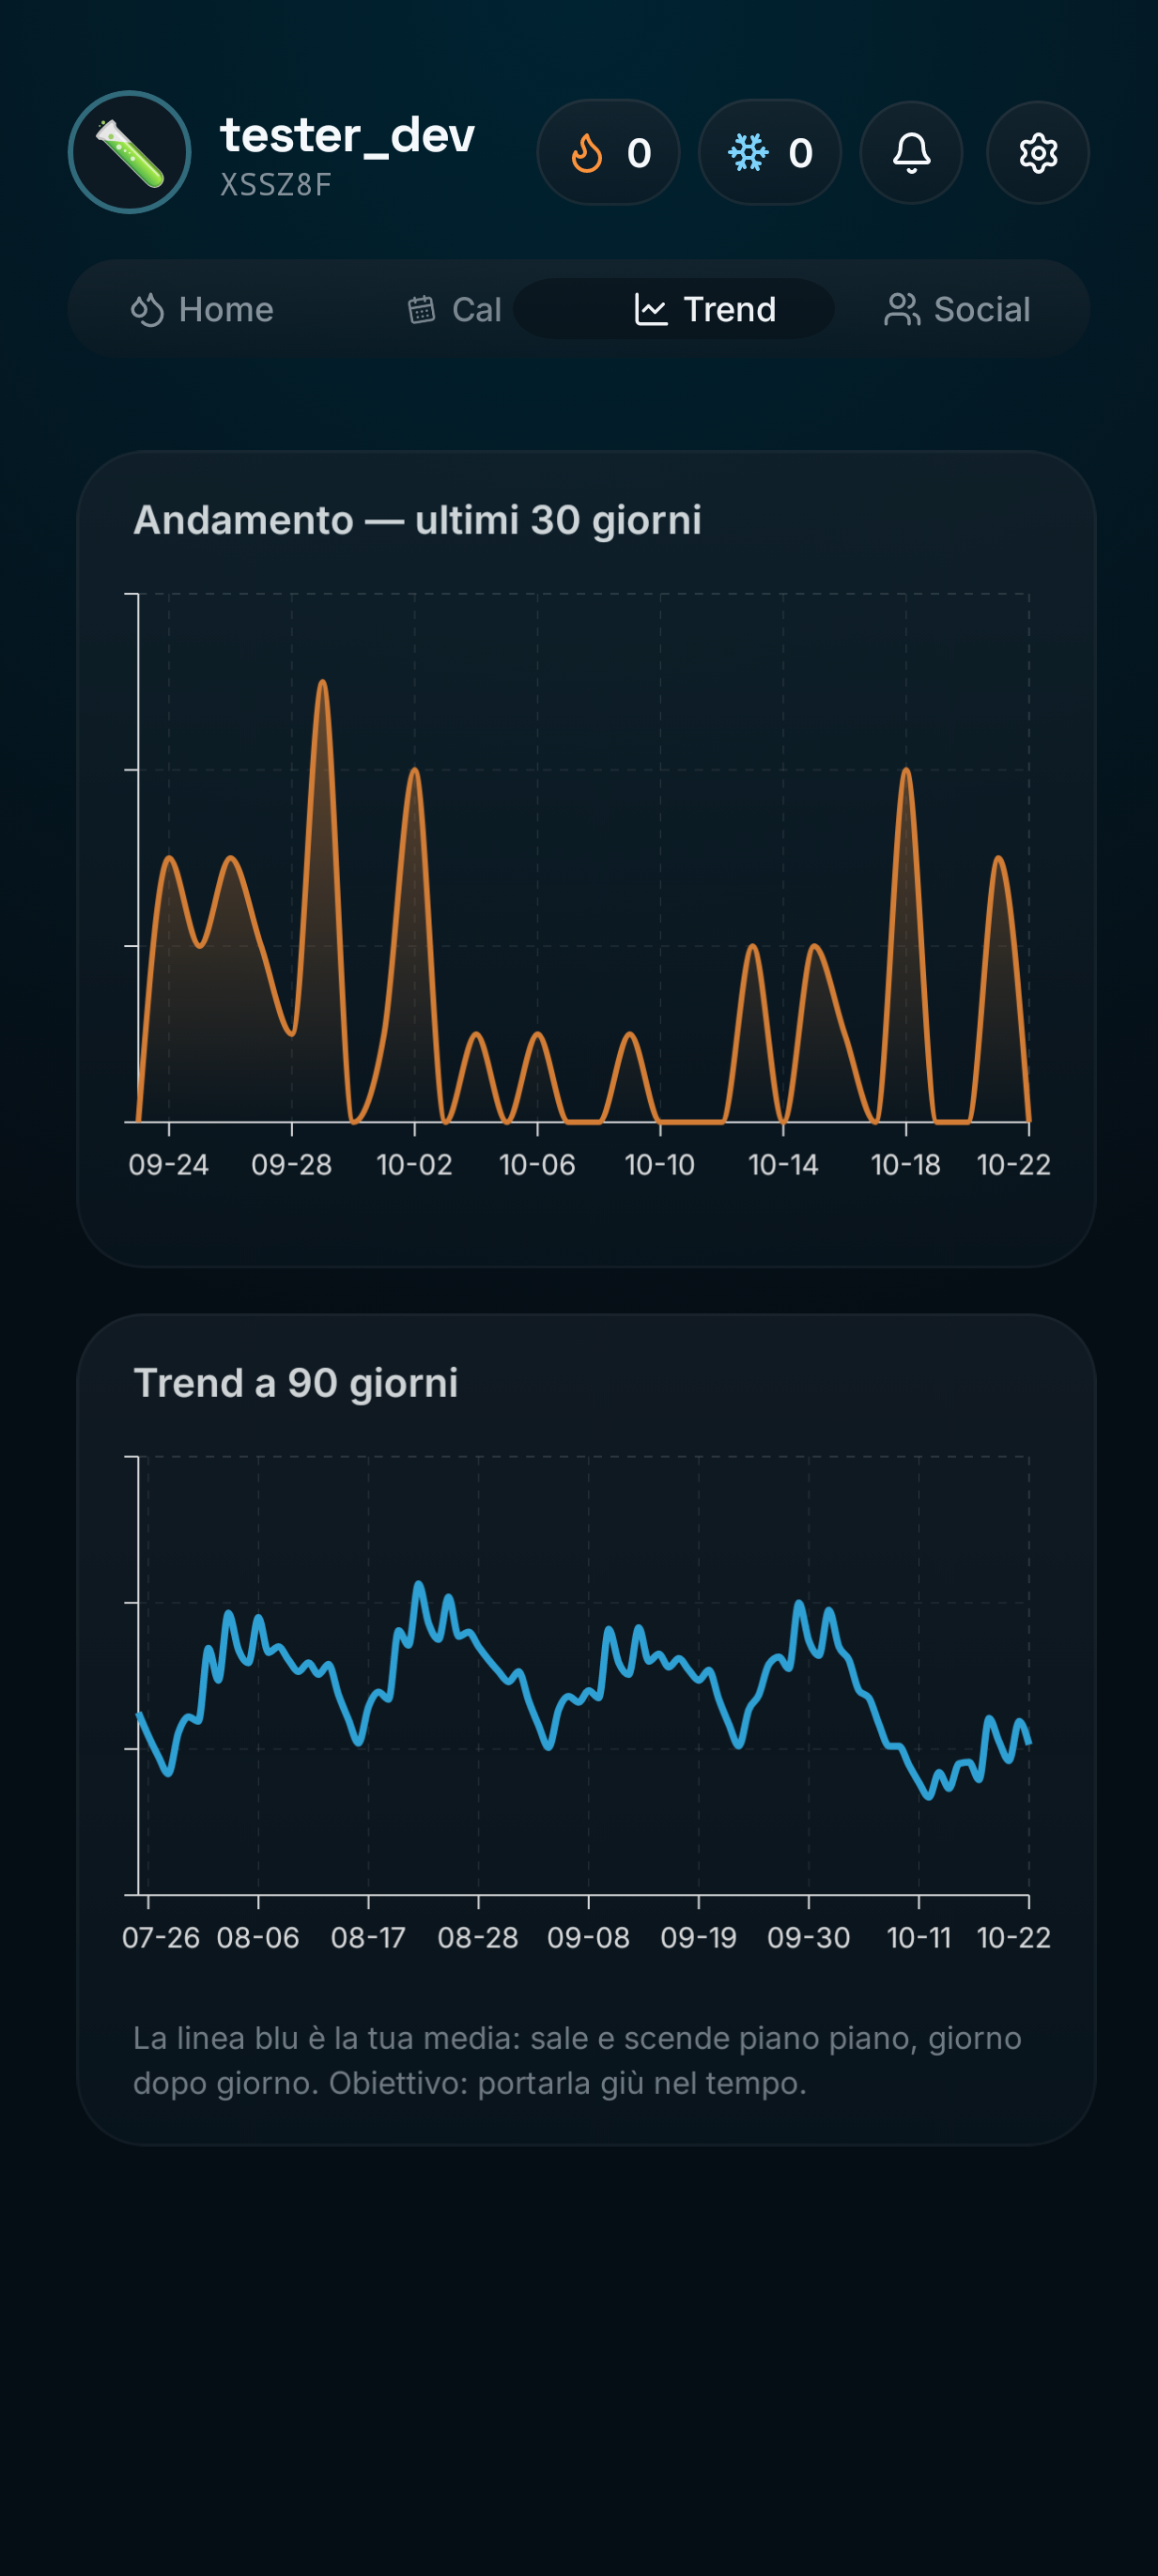 tester_dev
XSSZ8F
0
0
Home
Cal
Trend
Social
Andamento — ultimi 30 giorni
09-24 09-28 10-02 10-06 10-10 10-14 10-18 10-22
Trend a 90 giorni
07-26 08-06 08-17 08-28 09-08 09-19 09-30 10-11 10-22
La linea blu è la tua media: sale e scende piano piano, giorno
dopo giorno. Obiettivo: portarla giù nel tempo.